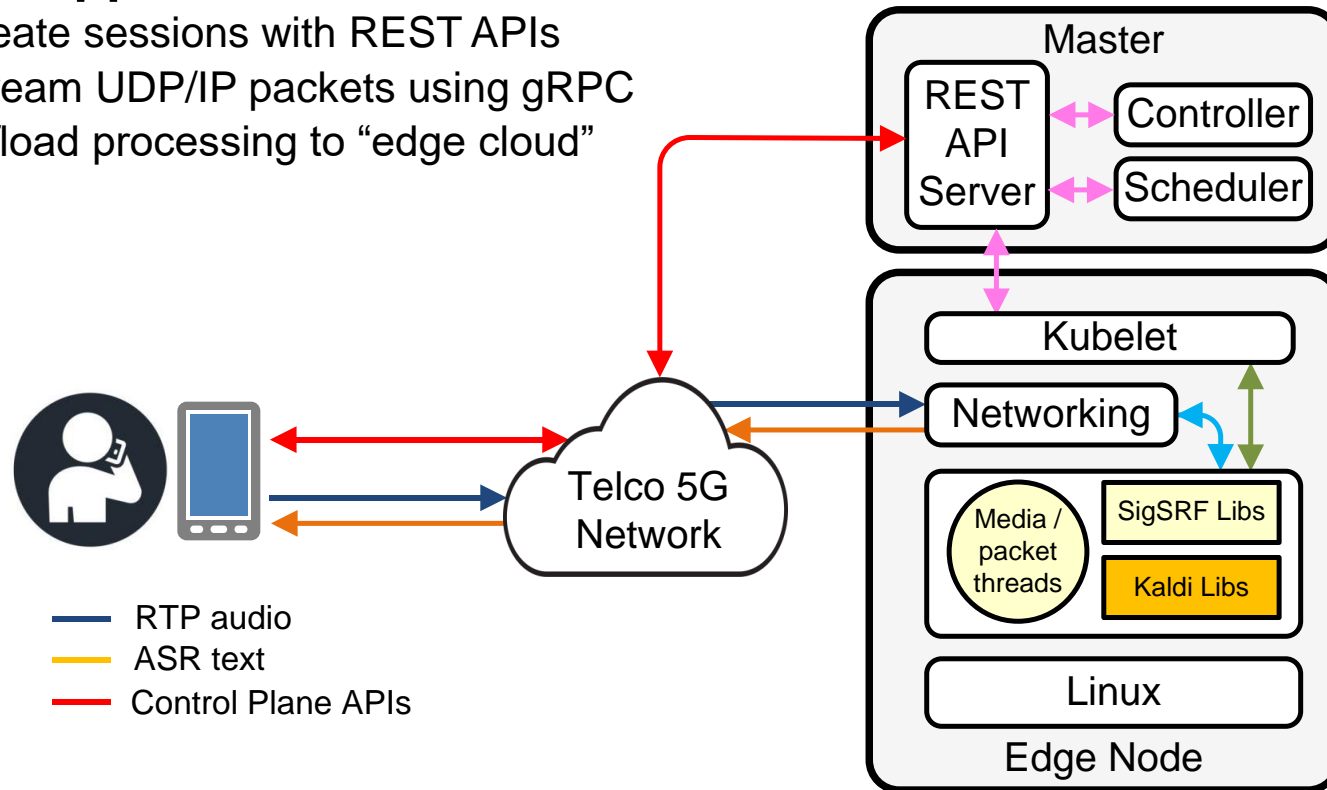 eate sessions with REST APIs
eam UDP/IP packets using gRPC
load processing to “edge cloud”
Master
REST
API
Server
Controller
Scheduler
Kubelet
Networking
Telco 5G
Network
Media /
packet
threads
SigSRF Libs
Kaldi Libs
Linux
Edge Node
RTP audio
ASR text
Control Plane APIs